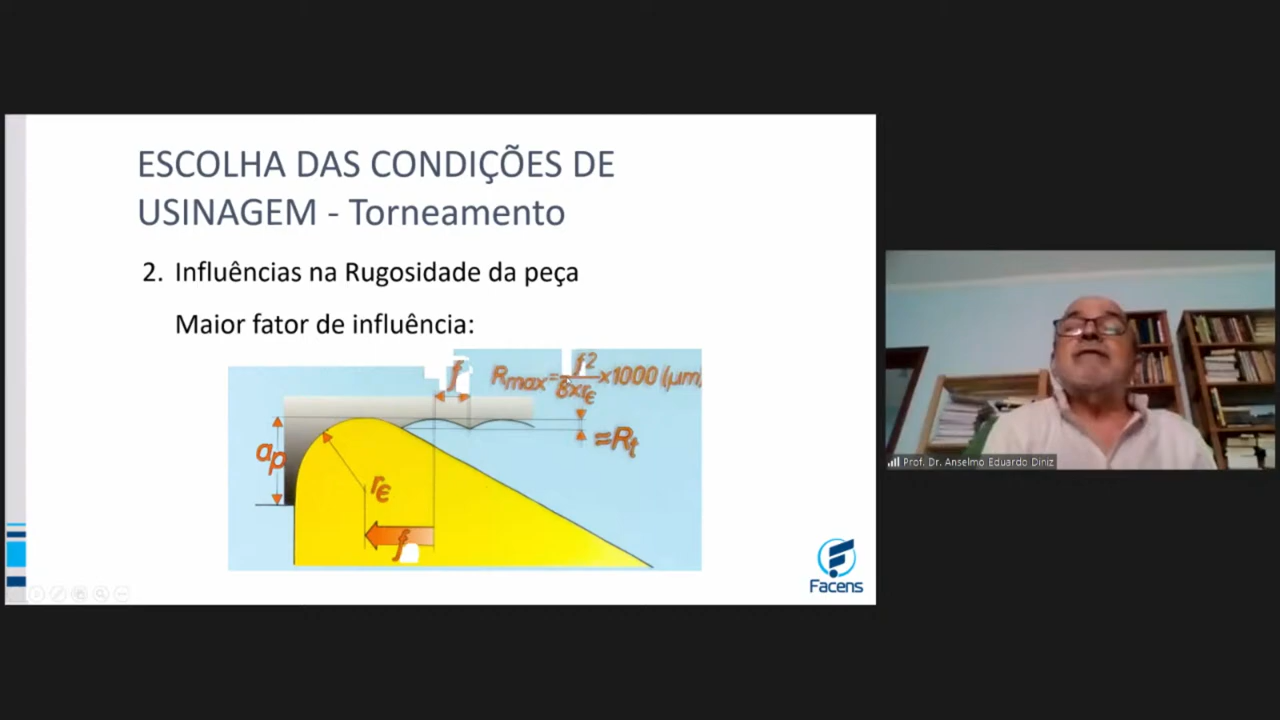 ESCOLHA DAS CONDIÇÕES DE
USINAGEM - Torneamento
2. Influências na Rugosidade da peça
Maior fator de influência:
f
Rmax=f2/8xrε x1000 (μm)
=Rt
ap
rε
f
Facens
Prof. Dr. Anselmo Eduardo Diniz